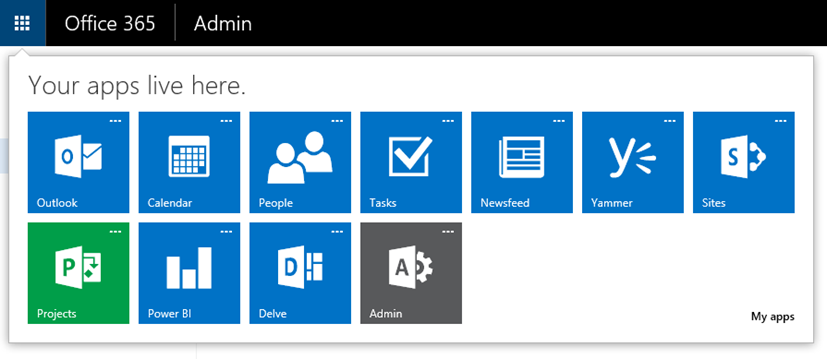 Office 365 Admin
Your apps live here.
Outlook Calendar People Tasks Newsfeed Yammer Sites
Projects Power BI Delve Admin
My apps